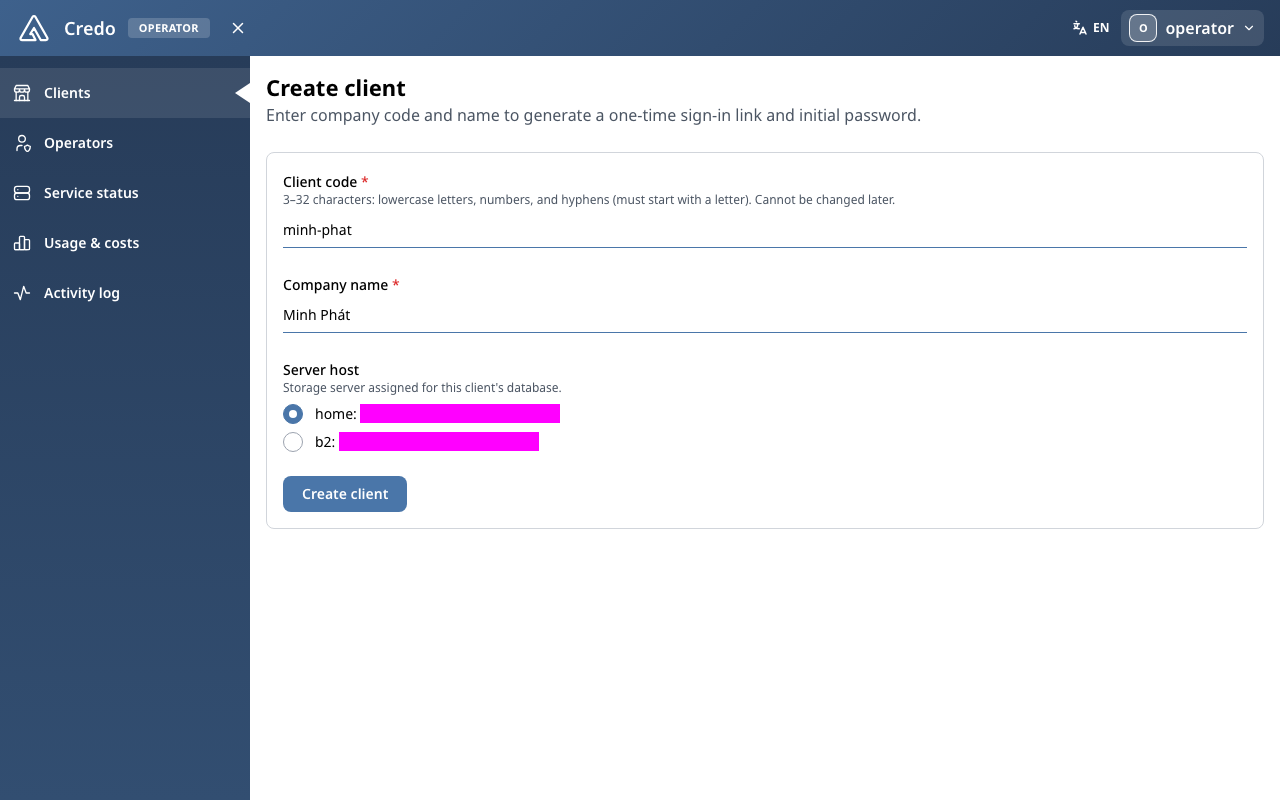 Credo OPERATOR
EN
O operator
Clients
Operators
Service status
Usage & costs
Activity log
Create client
Enter company code and name to generate a one-time sign-in link and initial password.
Client code *
3–32 characters: lowercase letters, numbers, and hyphens (must start with a letter). Cannot be changed later.
minh-phat
Company name *
Minh Phát
Server host
Storage server assigned for this client's database.
home:
b2:
Create client